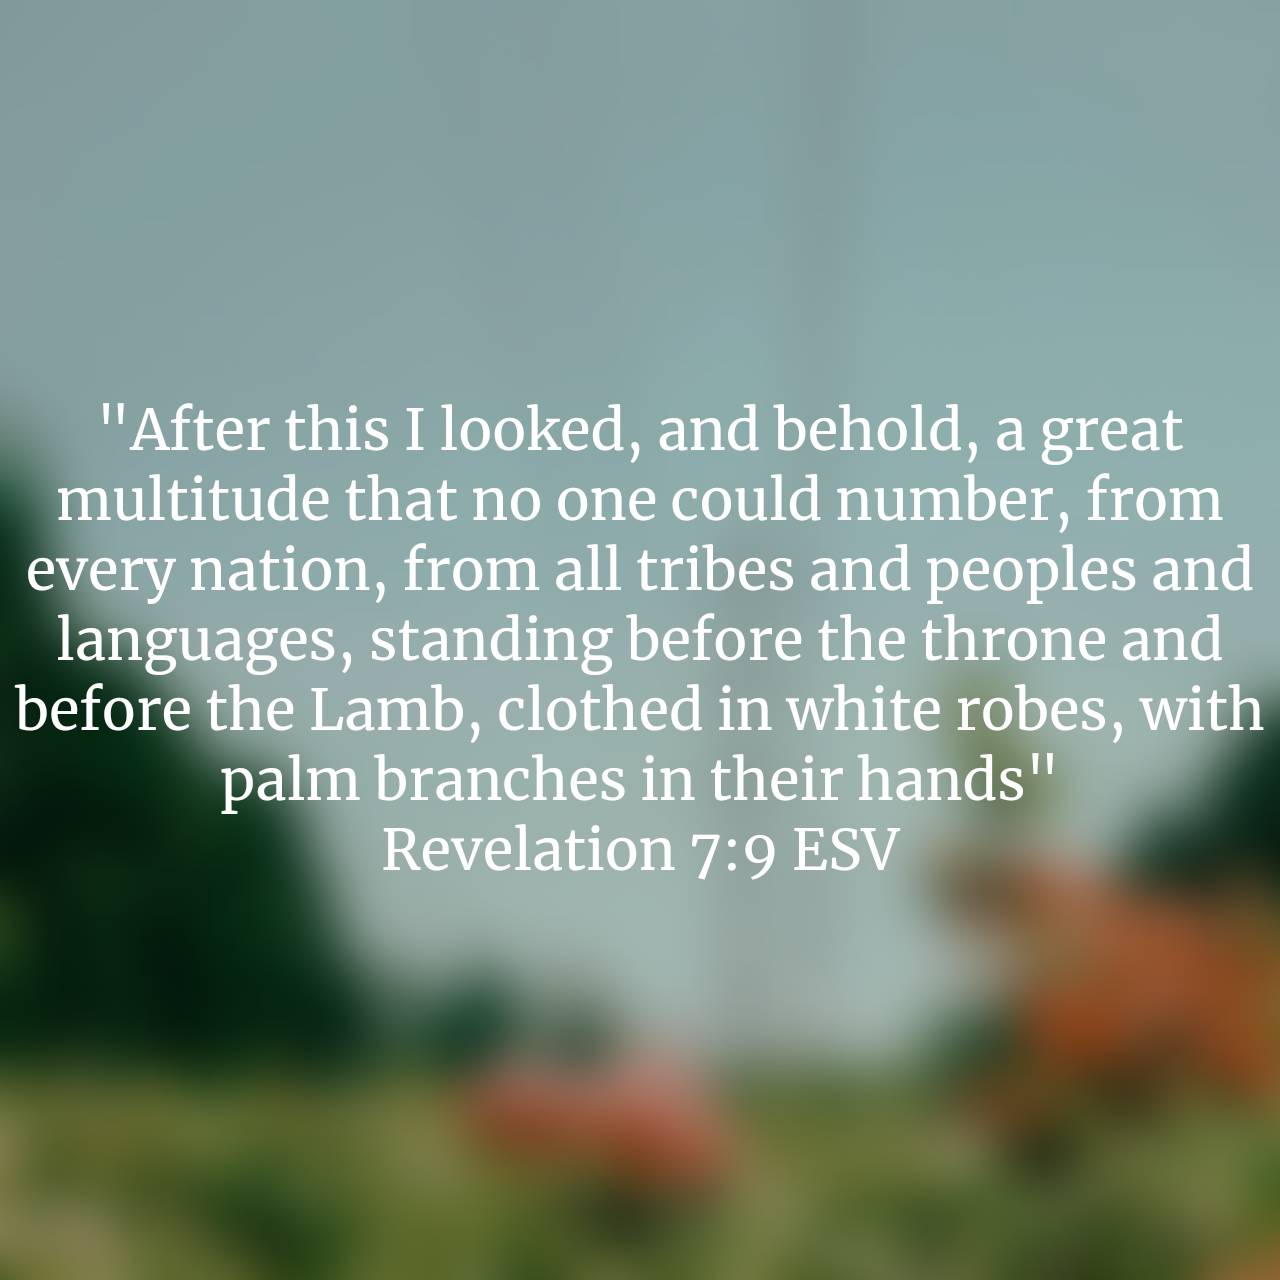 "After this I looked, and behold, a great
multitude that no one could number, from
every nation, from all tribes and peoples and
languages, standing before the throne and
before the Lamb, clothed in white robes, with
palm branches in their hands"
Revelation 7:9 ESV